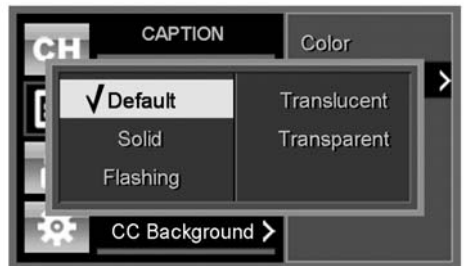 CH
CAPTION
Color
√ Default
Solid
Flashing
Translucent
Transparent
CC Background >